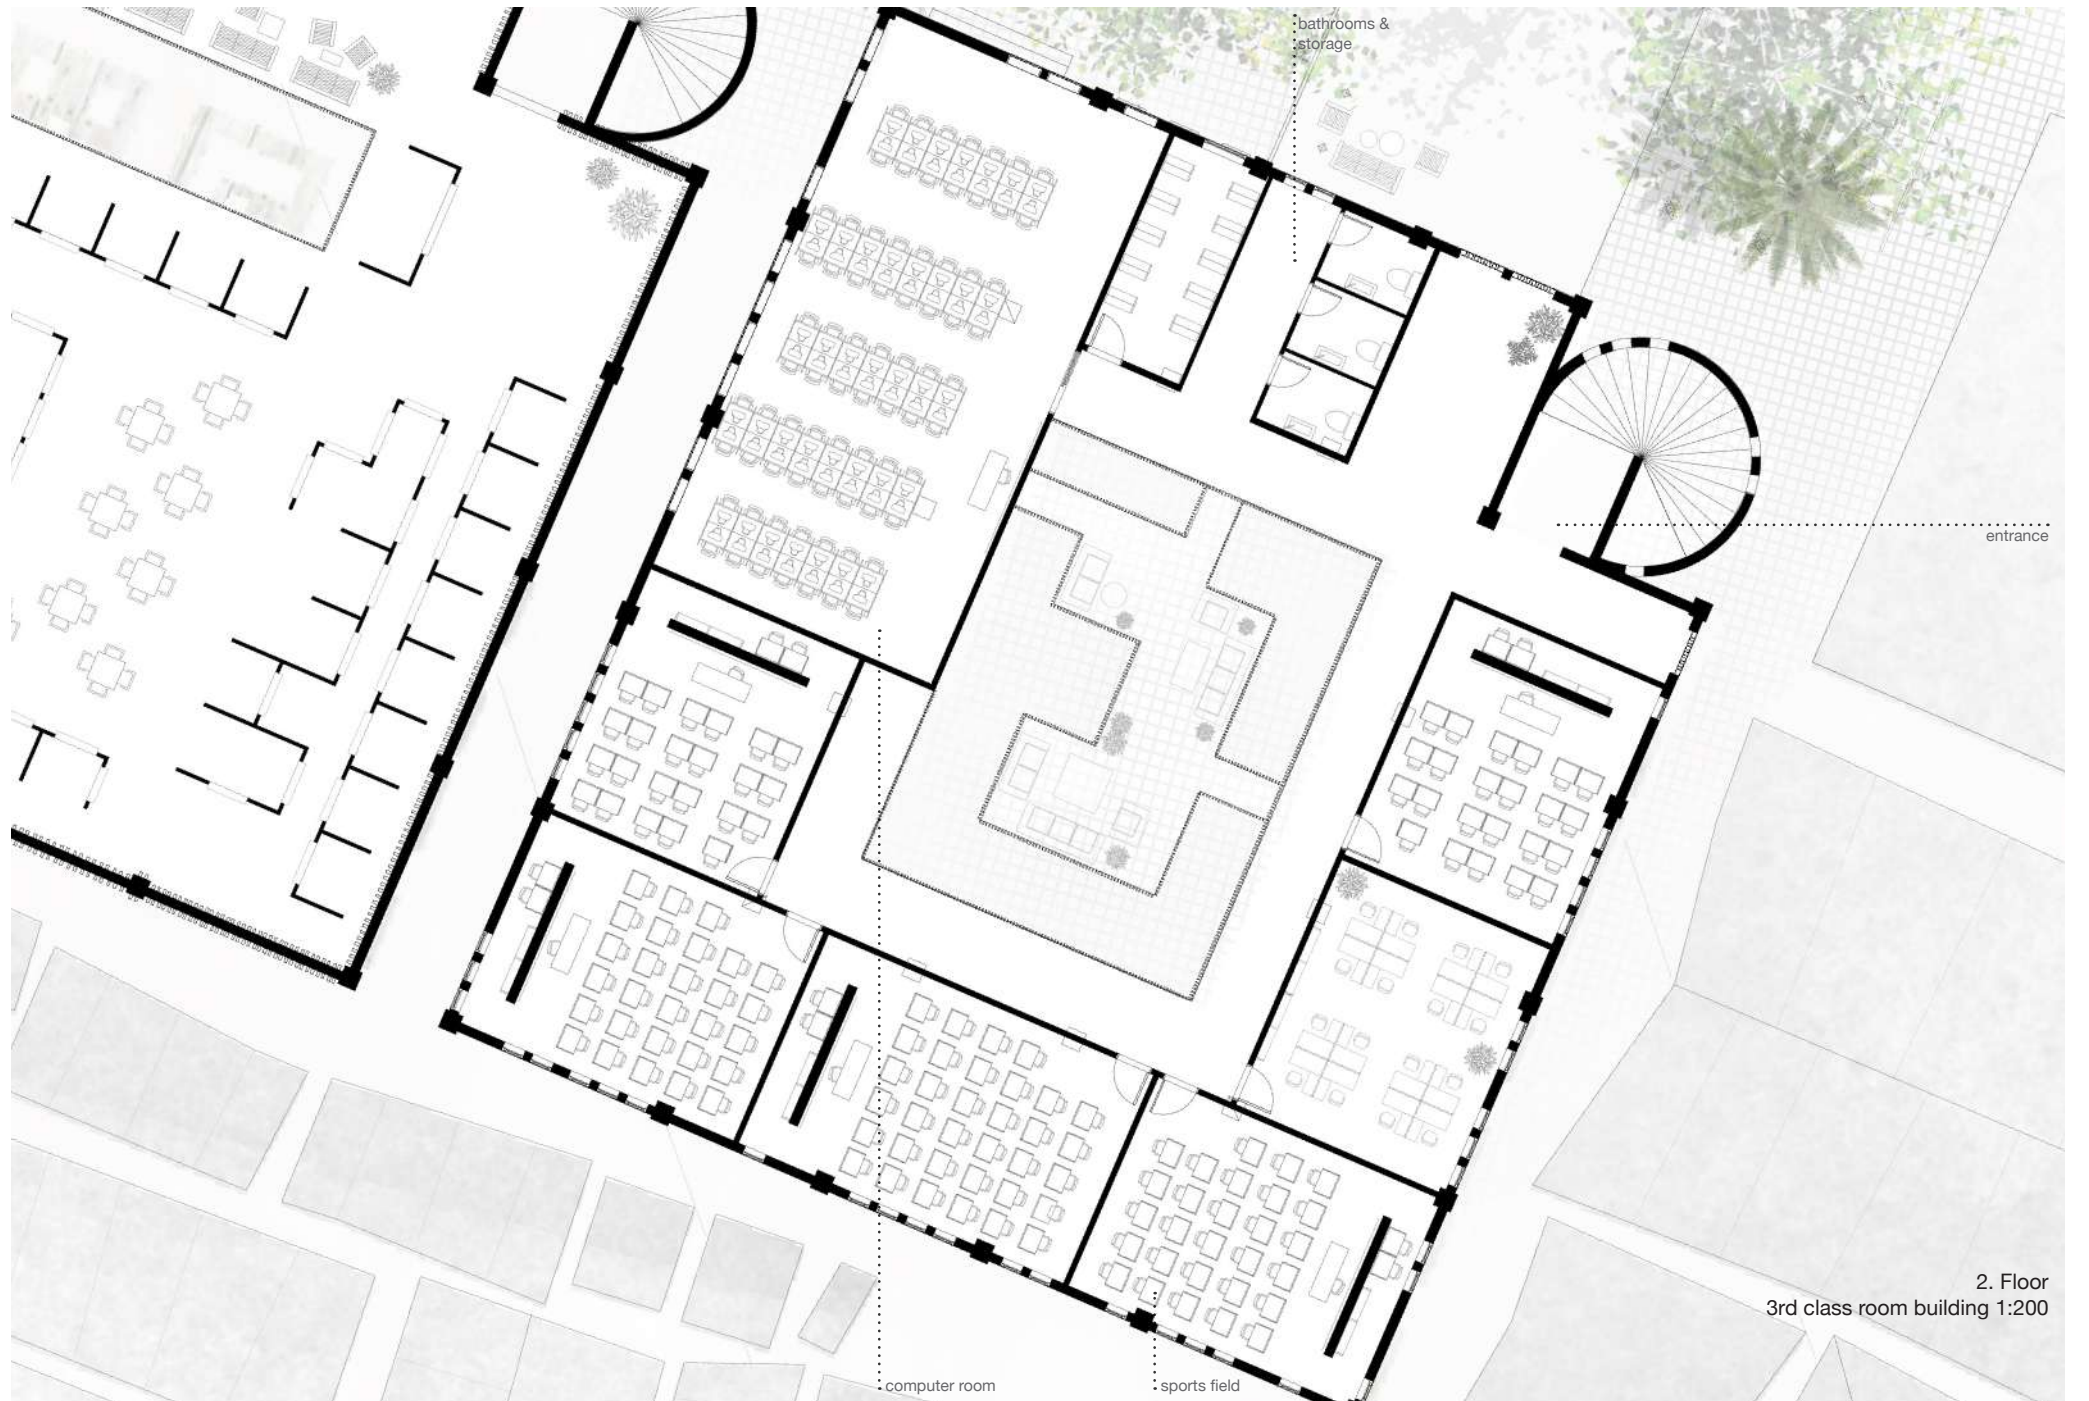 bathrooms &
storage
entrance
2. Floor
3rd class room building 1:200
computer room
sports field